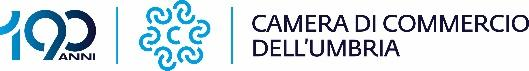 190
ANNI
C
CAMERA DI COMMERCIO
DELL'UMBRIA